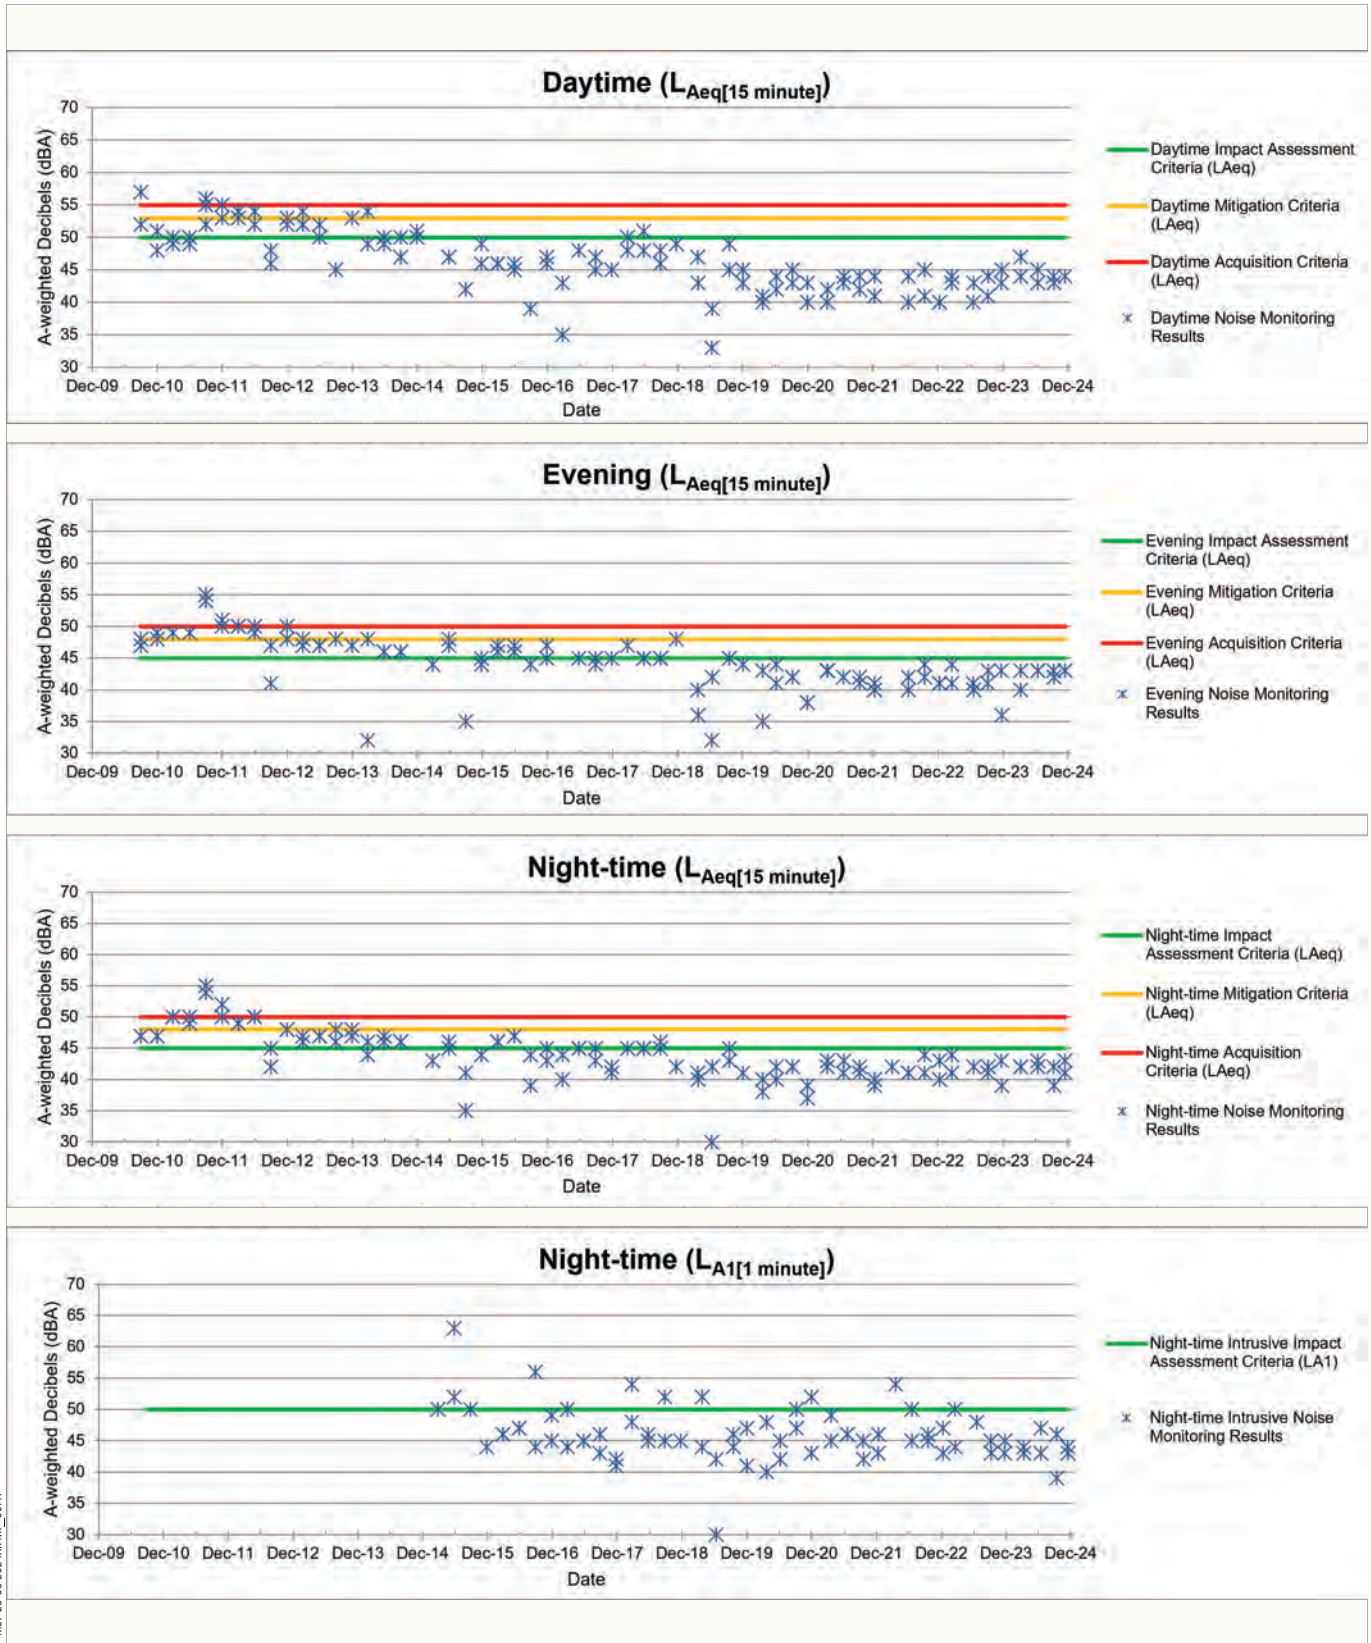 Daytime (LAeq[15 minute])
A-weighted Decibels (dBA)
70
65
60
55
50
45
40
35
30
Dec-09 Dec-10 Dec-11 Dec-12 Dec-13 Dec-14 Dec-15 Dec-16 Dec-17 Dec-18 Dec-19 Dec-20 Dec-21 Dec-22 Dec-23 Dec-24
Date
Daytime Impact Assessment
Criteria (LAeq)
Daytime Mitigation Criteria
(LAeq)
Daytime Acquisition Criteria
(LAeq)
Daytime Noise Monitoring
Results
Evening (LAeq[15 minute])
A-weighted Decibels (dBA)
70
65
60
55
50
45
40
35
30
Dec-09 Dec-10 Dec-11 Dec-12 Dec-13 Dec-14 Dec-15 Dec-16 Dec-17 Dec-18 Dec-19 Dec-20 Dec-21 Dec-22 Dec-23 Dec-24
Date
Evening Impact Assessment
Criteria (LAeq)
Evening Mitigation Criteria
(LAeq)
Evening Acquisition Criteria
(LAeq)
Evening Noise Monitoring
Results
Night-time (LAeq[15 minute])
A-weighted Decibels (dBA)
70
65
60
55
50
45
40
35
30
Dec-09 Dec-10 Dec-11 Dec-12 Dec-13 Dec-14 Dec-15 Dec-16 Dec-17 Dec-18 Dec-19 Dec-20 Dec-21 Dec-22 Dec-23 Dec-24
Date
Night-time Impact
Assessment Criteria (LAeq)
Night-time Mitigation Criteria
(LAeq)
Night-time Acquisition
Criteria (LAeq)
Night-time Noise Monitoring
Results
Night-time (LA1[1 minute])
A-weighted Decibels (dBA)
70
65
60
55
50
45
40
35
30
Dec-09 Dec-10 Dec-11 Dec-12 Dec-13 Dec-14 Dec-15 Dec-16 Dec-17 Dec-18 Dec-19 Dec-20 Dec-21 Dec-22 Dec-23 Dec-24
Date
Night-time Intrusive Impact
Assessment Criteria (LA1)
Night-time Intrusive Noise
Monitoring Results